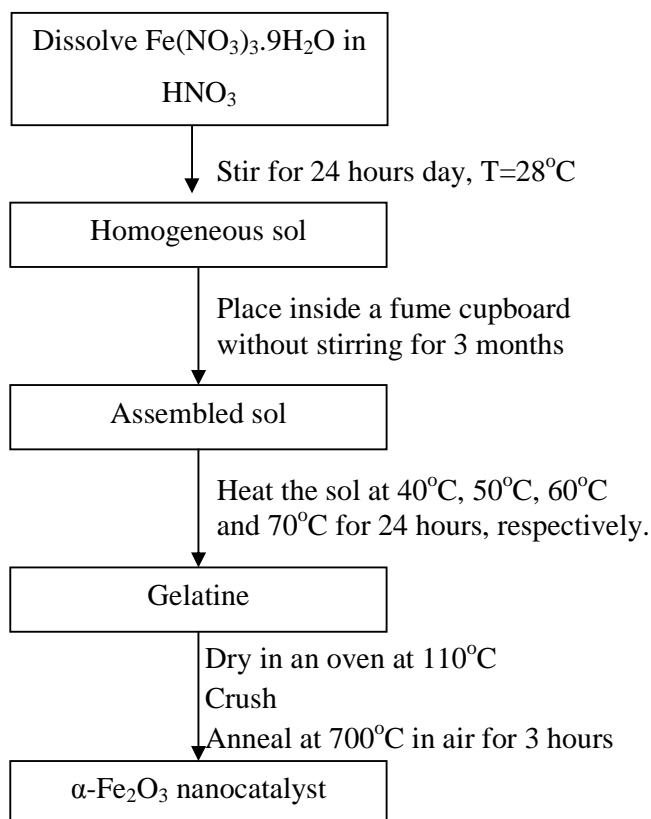 Dissolve Fe(NO₃)₃.9H₂O in
HNO₃
Stir for 24 hours day, T=28°C
Homogeneous sol
Place inside a fume cupboard
without stirring for 3 months
Assembled sol
Heat the sol at 40°C, 50°C, 60°C
and 70°C for 24 hours, respectively.
Gelatine
Dry in an oven at 110°C
Crush
Anneal at 700°C in air for 3 hours
α-Fe₂O₃ nanocatalyst